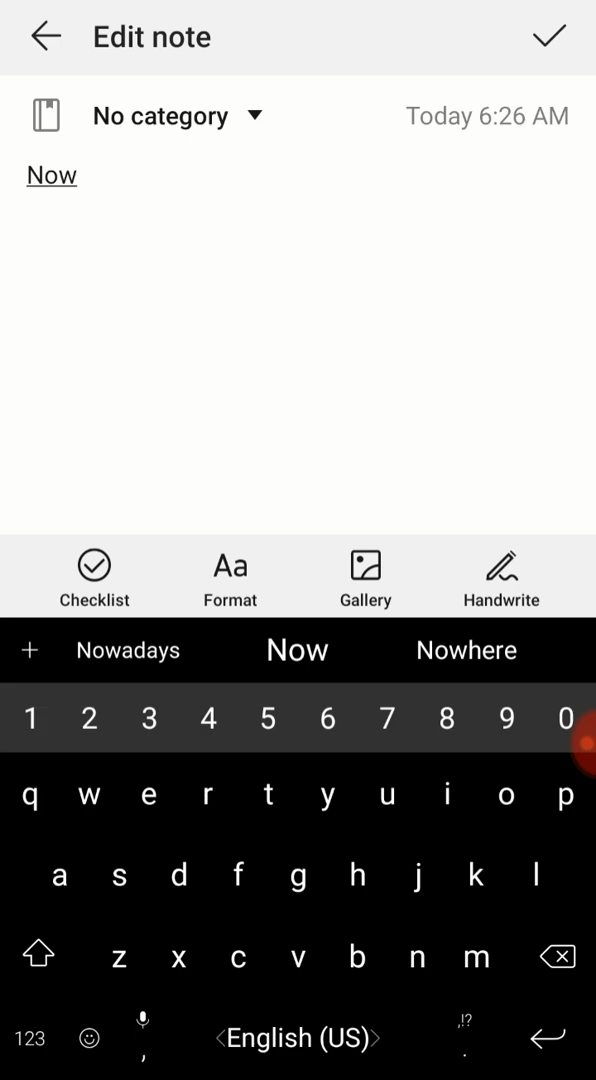 Edit note
No category Today 6:26 AM
Now
Checklist Format Gallery Handwrite
+ Nowadays Now Nowhere
1 2 3 4 5 6 7 8 9 0
q w e r t y u i o p
a s d f g h j k l
z x c v b n m
123 , <English (US)> ,!? .